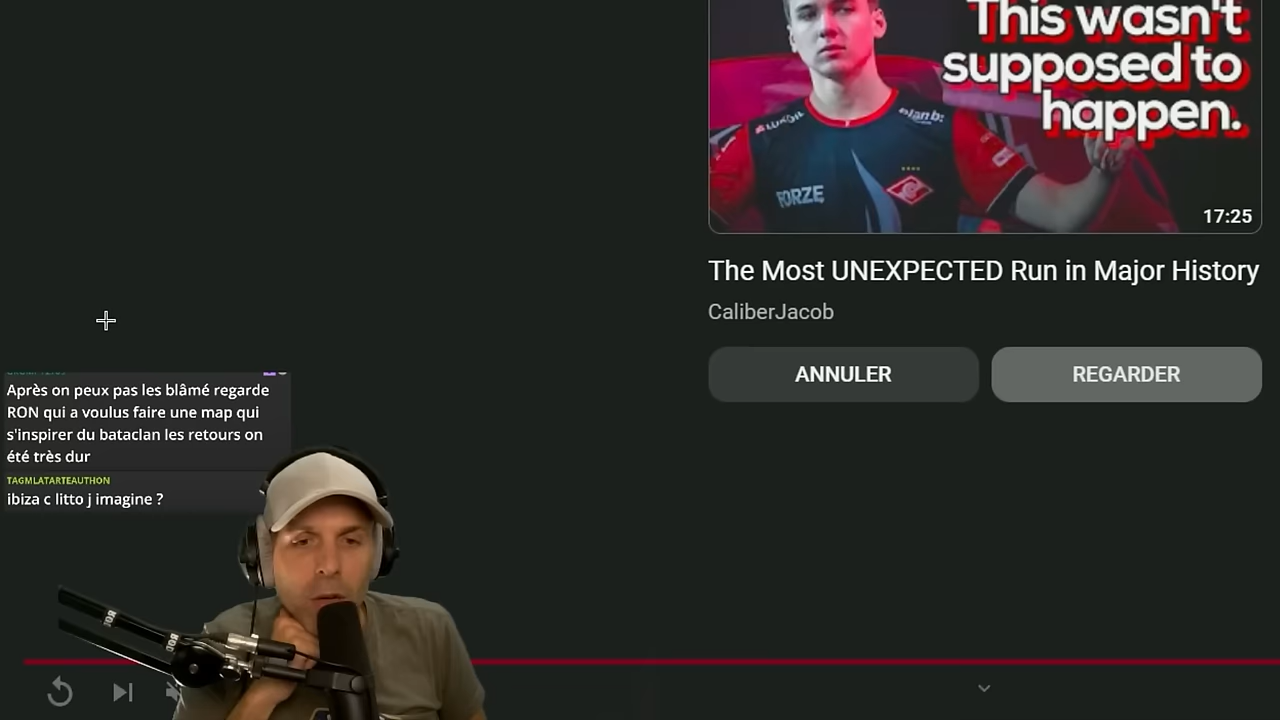 This wasn't
supposed to
happen.
LUKOIL
FORZE
17:25
The Most UNEXPECTED Run in Major History
CaliberJacob
ANNULER
REGARDER
Après on peux pas les blâmé regarde
RON qui a voulus faire une map qui
s'inspirer du bataclan les retours on
été très dur
TAGMLATARTEAUTHON
ibiza c litto j imagine ?